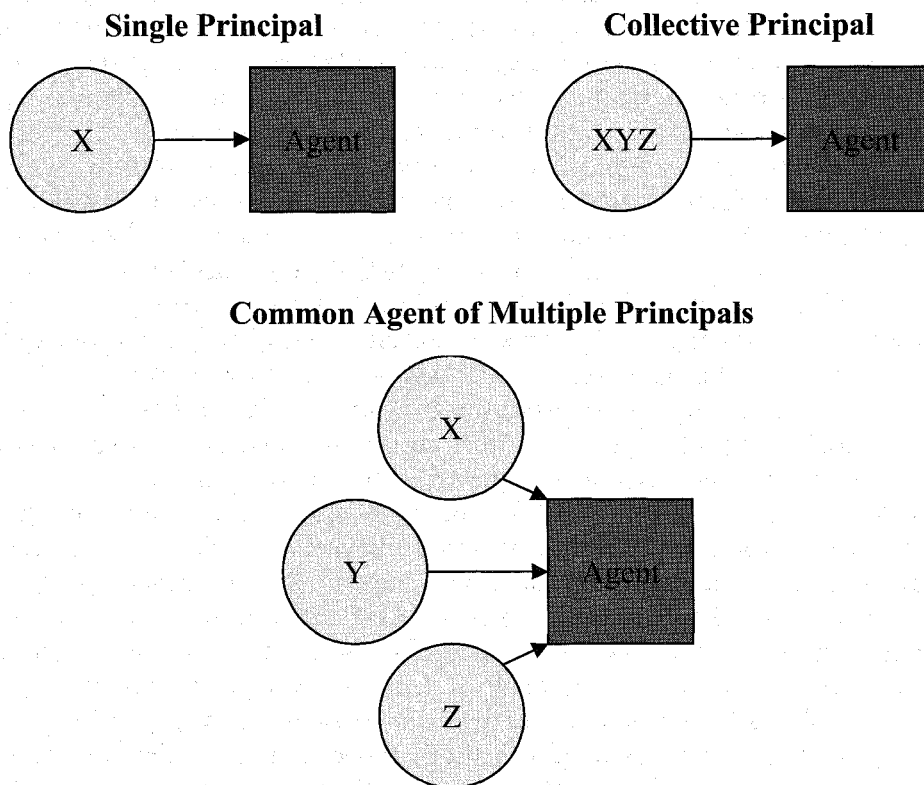 Single Principal
Collective Principal
X
Agent
XYZ
Agent
Common Agent of Multiple Principals
X
Y
Agent
Z